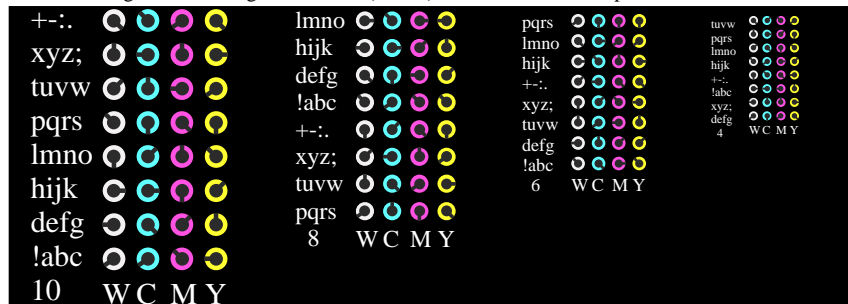 +-:.
xyz;
tuvw
pqrs
lmno
hijk
defg
!abc
10 W C M Y
lmno
hijk
defg
!abc
+-:.
xyz;
tuvw
pqrs
8 W C M Y
pqrs
lmno
hijk
+-:.
xyz;
tuvw
defg
!abc
6 W C M Y
tuvw
pqrs
lmno
hijk
+-:.
!abc
xyz;
defg
4 W C M Y